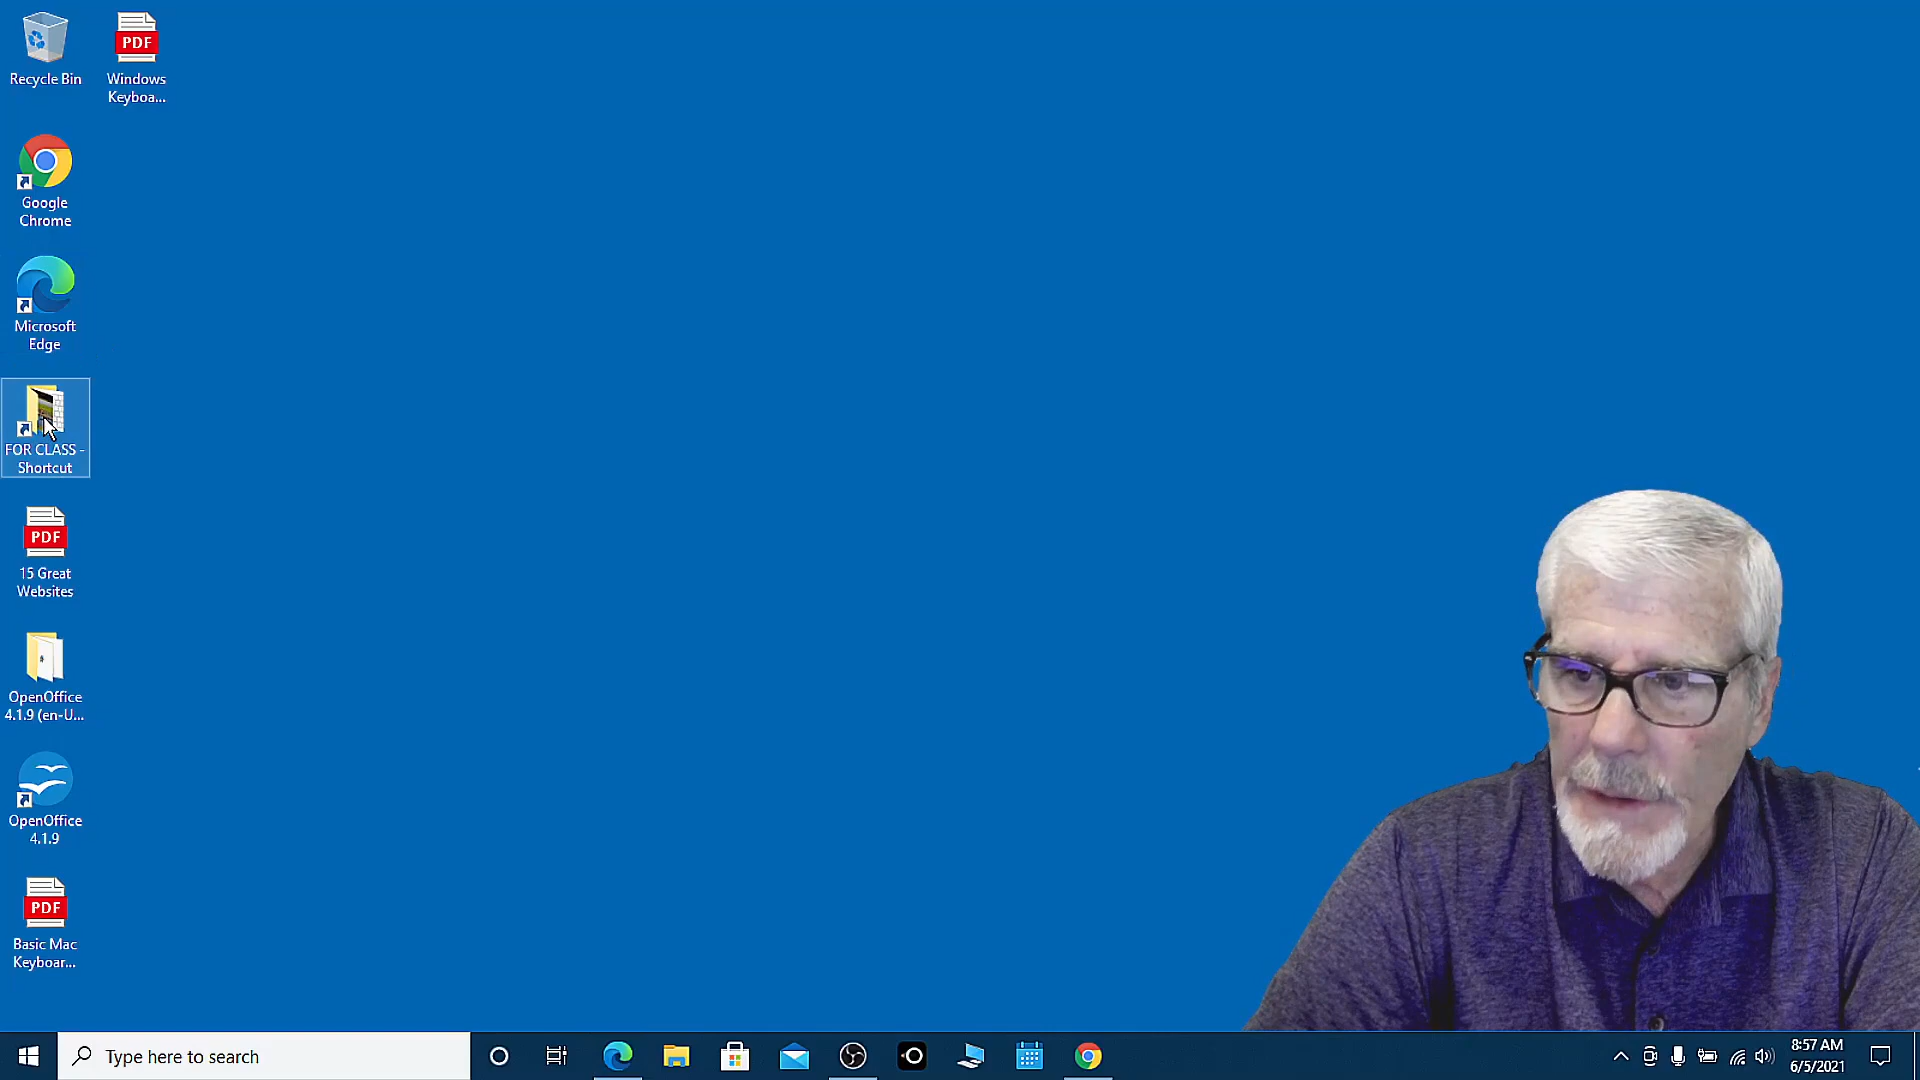 Recycle Bin
PDF
Windows
Keyboa...
Google
Chrome
Microsoft
Edge
FOR CLASS -
Shortcut
PDF
15 Great
Websites
OpenOffice
4.1.9 (en-U...
OpenOffice
4.1.9
PDF
Basic Mac
Keyboar...
Type here to search
8:57 AM
6/5/2021